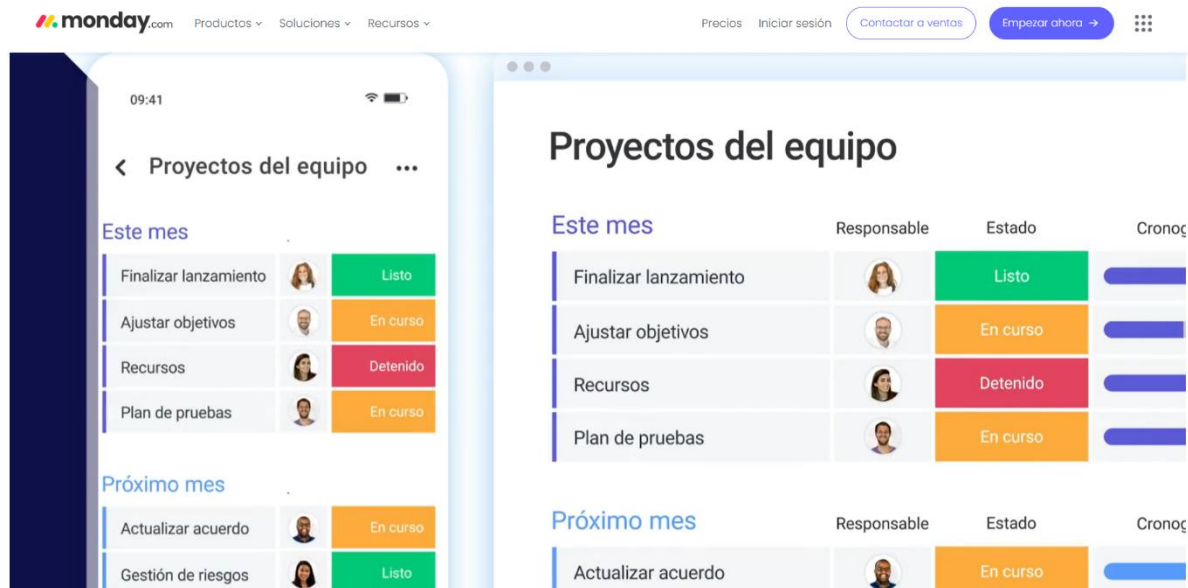 monday.com Productos Soluciones Recursos Precios Iniciar sesión Contactar a ventas Empezar ahora →
09:41
Proyectos del equipo
Este mes
Finalizar lanzamiento Listo
Ajustar objetivos En curso
Recursos Detenido
Plan de pruebas En curso
Próximo mes
Actualizar acuerdo En curso
Gestión de riesgos Listo
Proyectos del equipo
Este mes Responsable Estado Cronog
Finalizar lanzamiento Listo
Ajustar objetivos En curso
Recursos Detenido
Plan de pruebas En curso
Próximo mes Responsable Estado Cronog
Actualizar acuerdo En curso